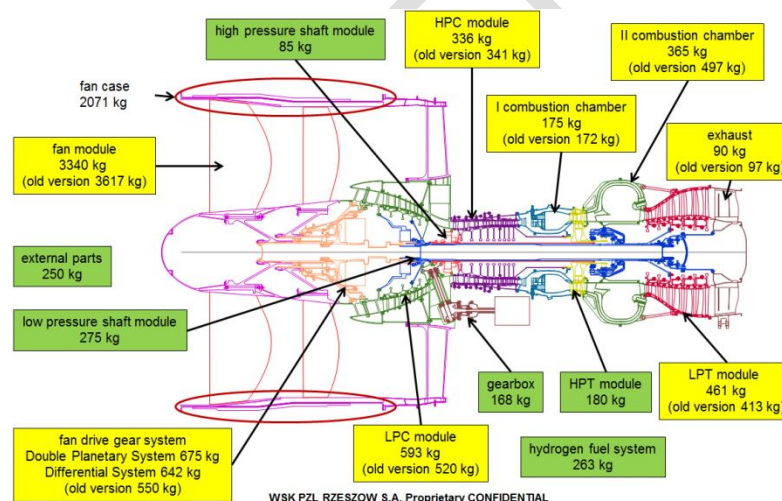 high pressure shaft module
85 kg
HPC module
336 kg
(old version 341 kg)
II combustion chamber
365 kg
(old version 497 kg)
fan case
2071 kg
I combustion chamber
175 kg
(old version 172 kg)
exhaust
90 kg
(old version 97 kg)
fan module
3340 kg
(old version 3617 kg)
external parts
250 kg
low pressure shaft module
275 kg
gearbox
168 kg
HPT module
180 kg
LPT module
461 kg
(old version 413 kg)
fan drive gear system
Double Planetary System 675 kg
Differential System 642 kg
(old version 550 kg)
LPC module
593 kg
(old version 520 kg)
hydrogen fuel system
263 kg
WSK PZL RZESZOW S.A. Proprietary CONFIDENTIAL